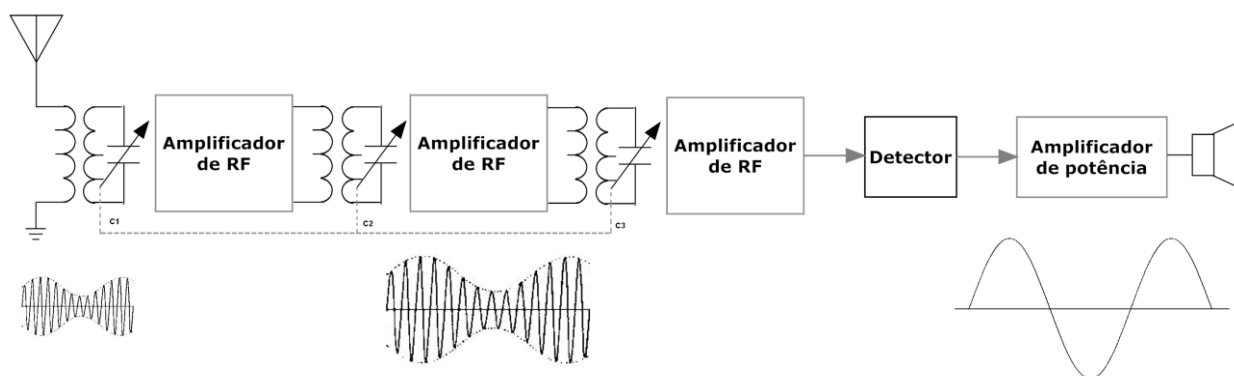 Amplificador
de RF
Amplificador
de RF
Amplificador
de RF
Detector
Amplificador
de potência
C1
C2
C3